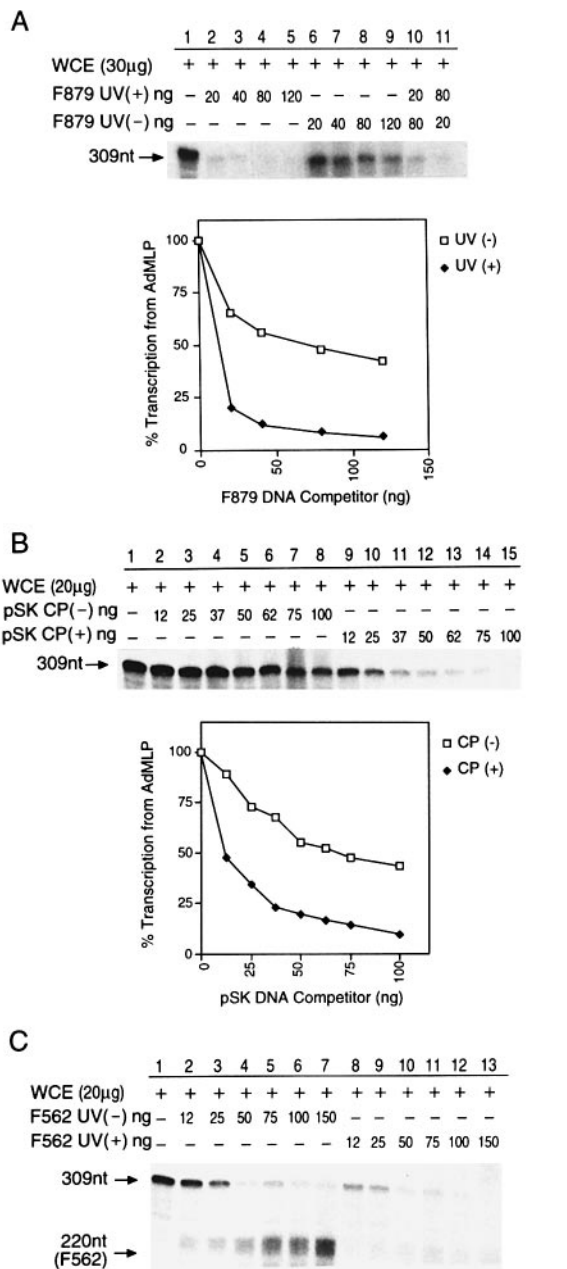 A
1 2 3 4 5 6 7 8 9 10 11
WCE (30µg) + + + + + + + + + + +
F879 UV(+) ng – 20 40 80 120 – – – – 20 80
F879 UV(–) ng – – – – – 20 40 80 120 80 20
309nt
% Transcription from AdMLP
100
75
50
25
0
0 50 100 150
F879 DNA Competitor (ng)
UV (-)
UV (+)
B
1 2 3 4 5 6 7 8 9 10 11 12 13 14 15
WCE (20µg) + + + + + + + + + + + + + + +
pSK CP(–) ng – 12 25 37 50 62 75 100 – – – – – – –
pSK CP(+) ng – – – – – – – – 12 25 37 50 62 75 100
309nt
% Transcription from AdMLP
100
75
50
25
0
0 25 50 75 100
pSK DNA Competitor (ng)
CP (-)
CP (+)
C
1 2 3 4 5 6 7 8 9 10 11 12 13
WCE (20µg) + + + + + + + + + + + + +
F562 UV(–) ng – 12 25 50 75 100 150 – – – – – –
F562 UV(+) ng – – – – – – – 12 25 50 75 100 150
309nt
220nt
(F562)